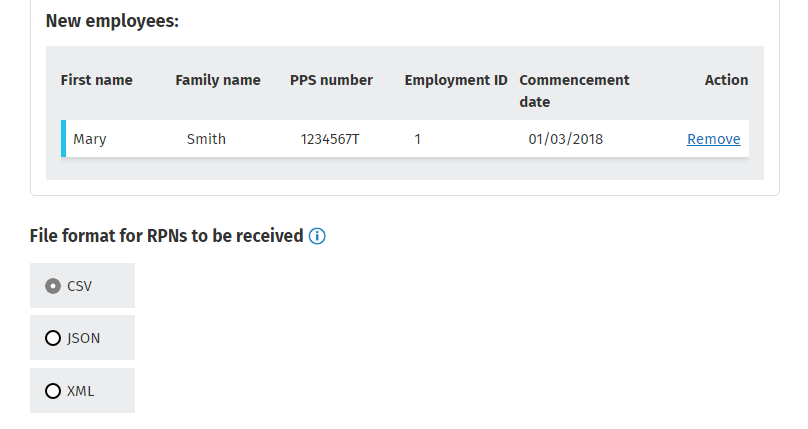 New employees:
First name Family name PPS number Employment ID Commencement date Action
Mary Smith 1234567T 1 01/03/2018 Remove
File format for RPNs to be received
CSV
JSON
XML